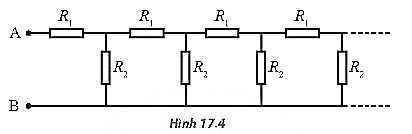 R₁ R₁ R₁ R₁
A
R₂ R₂ R₂ R₂
B
Hình 17.4